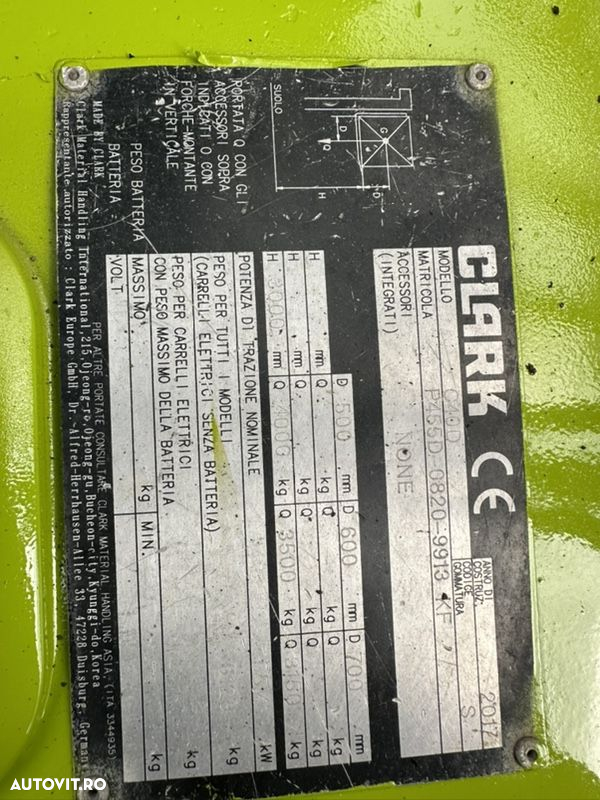 CLARK CE
ANNO DI COSTRUZ. 2017
CODICE GOMMATURA S
MODELLO C40D
MATRICOLA P455D-0820-9913 KF
ACCESSORI (INTEGRATI) NONE
SUOLO
H
D
Q
G
D
PORTATA Q CON GLI
ACCESSORI SOPRA
INDICATI O CON
FORCHE-MONTANTE
IN VERTICALE
D 500 mm D 600 mm D 700 mm
H mm Q kg Q kg Q kg
H mm Q kg Q kg Q kg
H 3000 mm Q 4000 kg Q 3500 kg Q kg
POTENZA DI TRAZIONE NOMINALE kW
PESO PER TUTTI I MODELLI
(CARRELLI ELETTRICI SENZA BATTERIA) kg
PESO PER CARRELLI ELETTRICI
CON PESO MASSIMO DELLA BATTERIA kg
PESO BATTERIA MASSIMO kg MIN. kg
BATTERIA VOLT
PER ALTRE PORTATE CONSULTARE CLARK MATERIAL HANDLING ASIA. (ITA 3344935)
MADE BY CLARK
Clark Material Handling International, 215, Ojeong-ro, Ojeong-gu, Bucheon-city, Kyunggi-do, Korea
Rappresentante autorizzato : Clark Europe GmbH, Dr.-Alfred-Herrhausen-Allee 33, 47228 Duisburg, Germany
AUTOVIT.RO